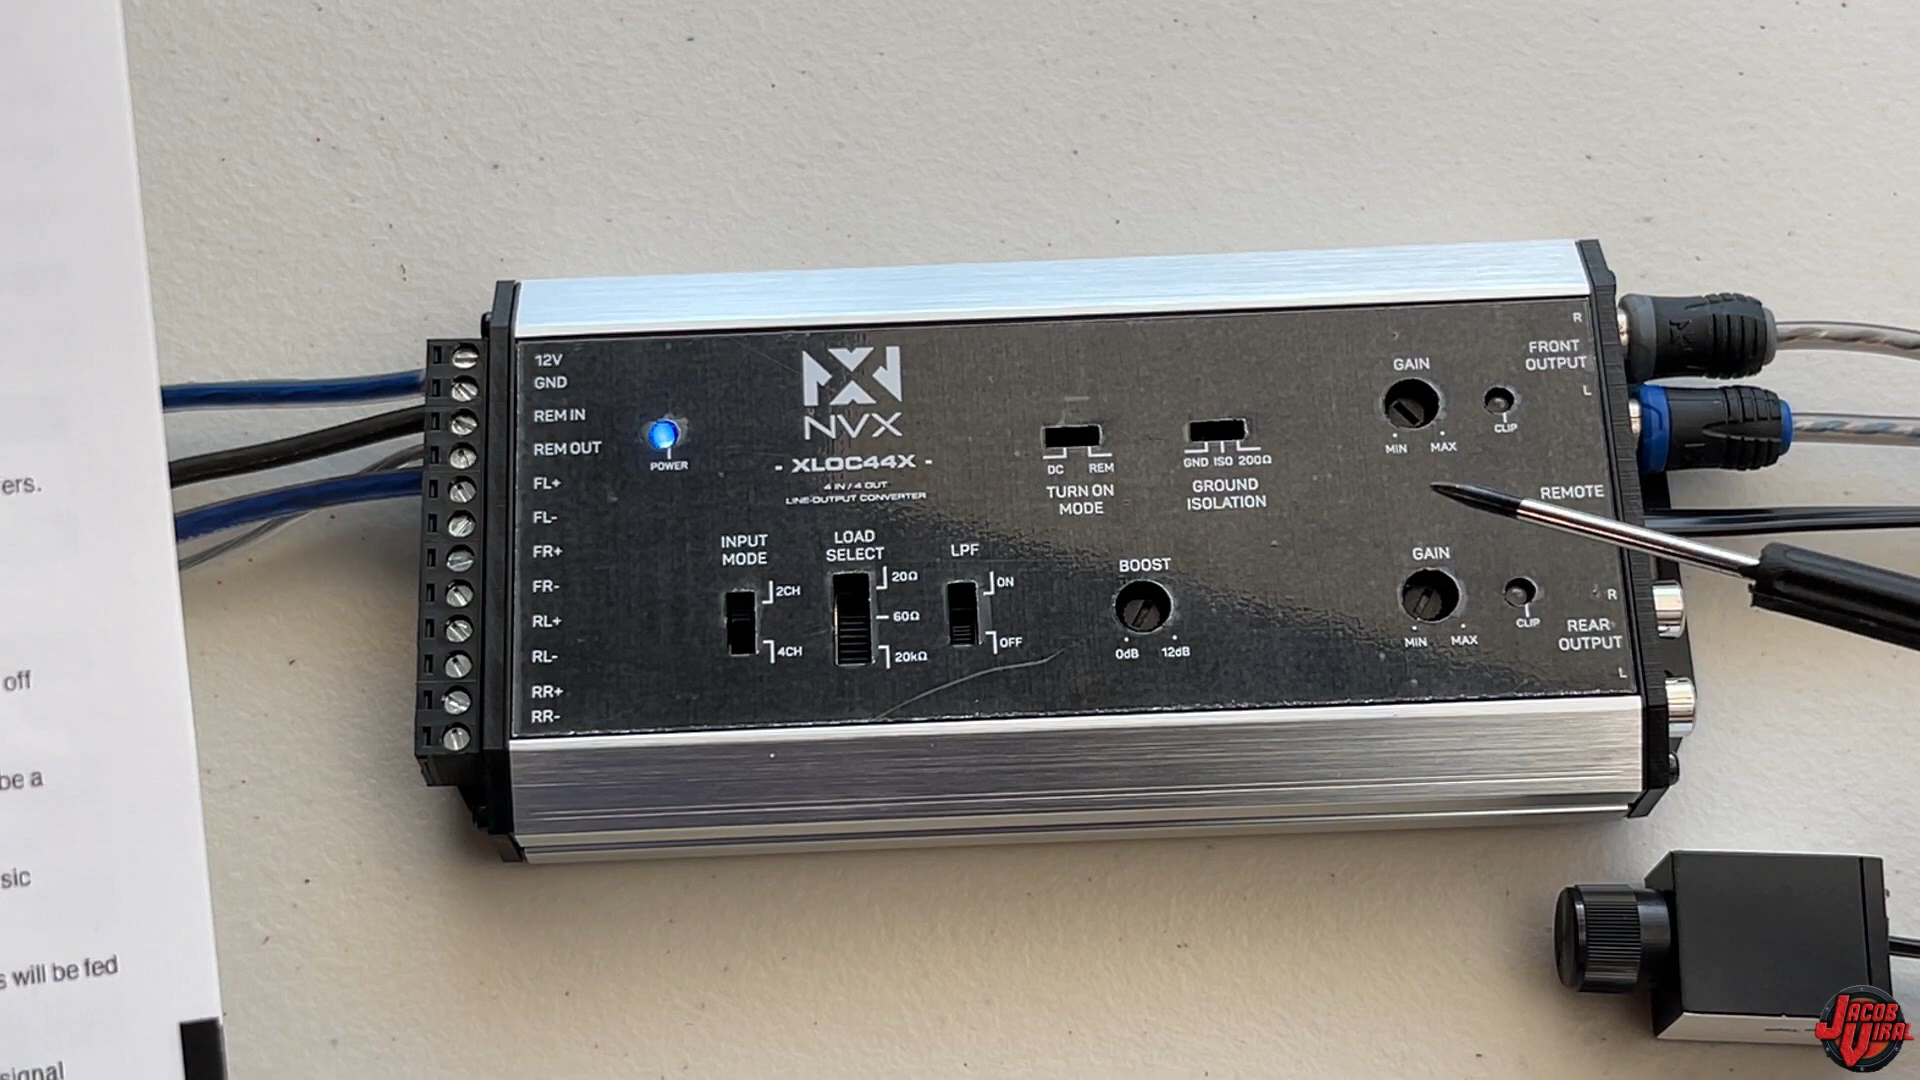 ers.
off
be a
sic
s will be fed
signal
12V
GND
REM IN
REM OUT
FL+
FL-
FR+
FR-
RL+
RL-
RR+
RR-
POWER
NVX
- XLOC44X -
4 IN / 4 OUT
LINE-OUTPUT CONVERTER
INPUT
MODE
2CH
4CH
LOAD
SELECT
20Ω
60Ω
20kΩ
LPF
ON
OFF
DC REM
TURN ON
MODE
GND ISO 200Ω
GROUND
ISOLATION
BOOST
0dB 12dB
GAIN
MIN MAX
CLIP
R
FRONT
OUTPUT
L
REMOTE
GAIN
MIN MAX
CLIP
R
REAR
OUTPUT
L
JACOB
VIRAL